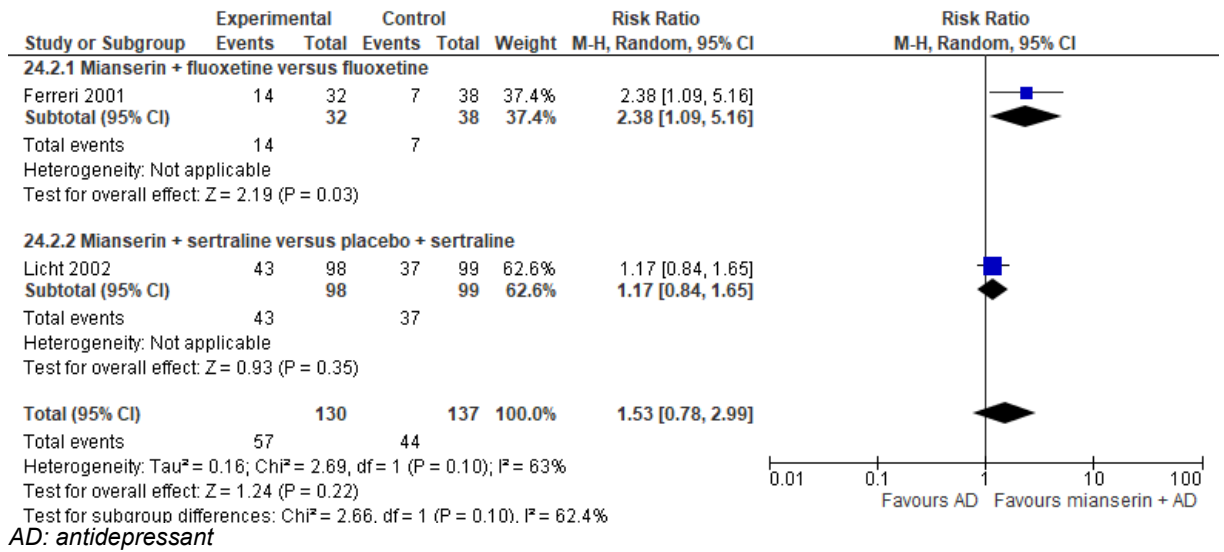 Experimental Control Risk Ratio Risk Ratio
Study or Subgroup Events Total Events Total Weight M-H, Random, 95% CI M-H, Random, 95% CI
24.2.1 Mianserin + fluoxetine versus fluoxetine
Ferreri 2001 14 32 7 38 37.4% 2.38 [1.09, 5.16]
Subtotal (95% CI) 32 38 37.4% 2.38 [1.09, 5.16]
Total events 14 7
Heterogeneity: Not applicable
Test for overall effect: Z = 2.19 (P = 0.03)
24.2.2 Mianserin + sertraline versus placebo + sertraline
Licht 2002 43 98 37 99 62.6% 1.17 [0.84, 1.65]
Subtotal (95% CI) 98 99 62.6% 1.17 [0.84, 1.65]
Total events 43 37
Heterogeneity: Not applicable
Test for overall effect: Z = 0.93 (P = 0.35)
Total (95% CI) 130 137 100.0% 1.53 [0.78, 2.99]
Total events 57 44
Heterogeneity: Tau² = 0.16; Chi² = 2.69, df = 1 (P = 0.10); I² = 63%
Test for overall effect: Z = 1.24 (P = 0.22)
Test for subgroup differences: Chi² = 2.66, df = 1 (P = 0.10), I² = 62.4%
0.01 0.1 1 10 100
Favours AD Favours mianserin + AD
AD: antidepressant